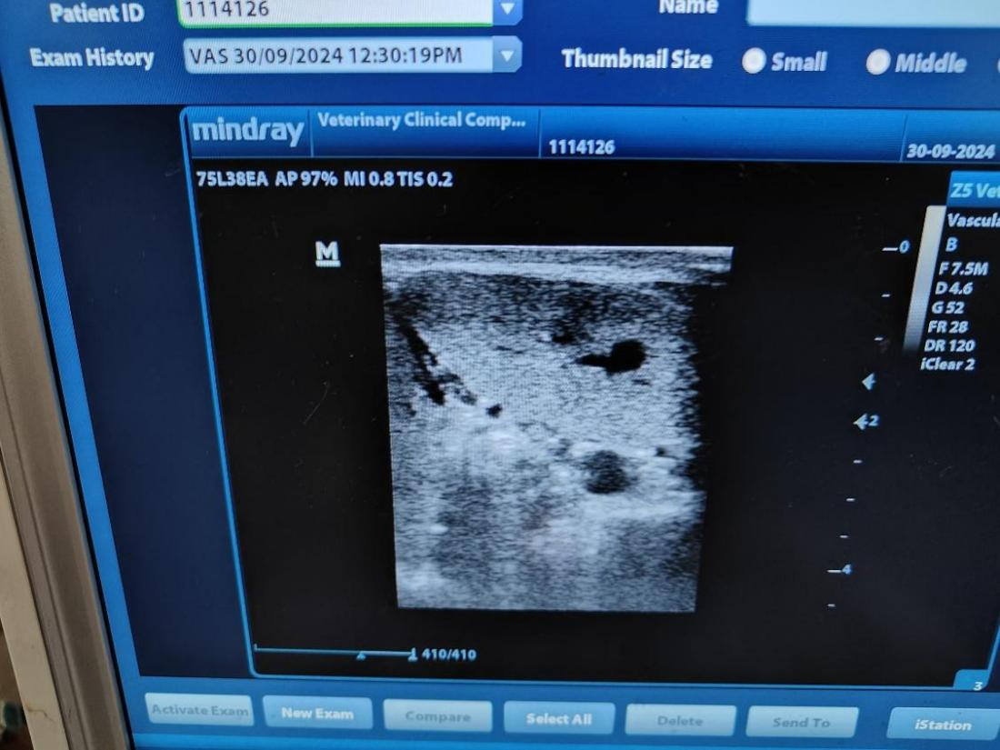 Patient ID 1114126 Name
Exam History VAS 30/09/2024 12:30:19PM Thumbnail Size Small Middle
mindray Veterinary Clinical Comp... 1114126 30-09-2024
75L38EA AP 97% MI 0.8 TIS 0.2
Z5 Vet
M
0
Vascula
B
F 7.5M
D 4.6
G 52
FR 28
DR 120
iClear 2
2
4
410/410
3
Activate Exam New Exam Compare Select All Delete Send To iStation